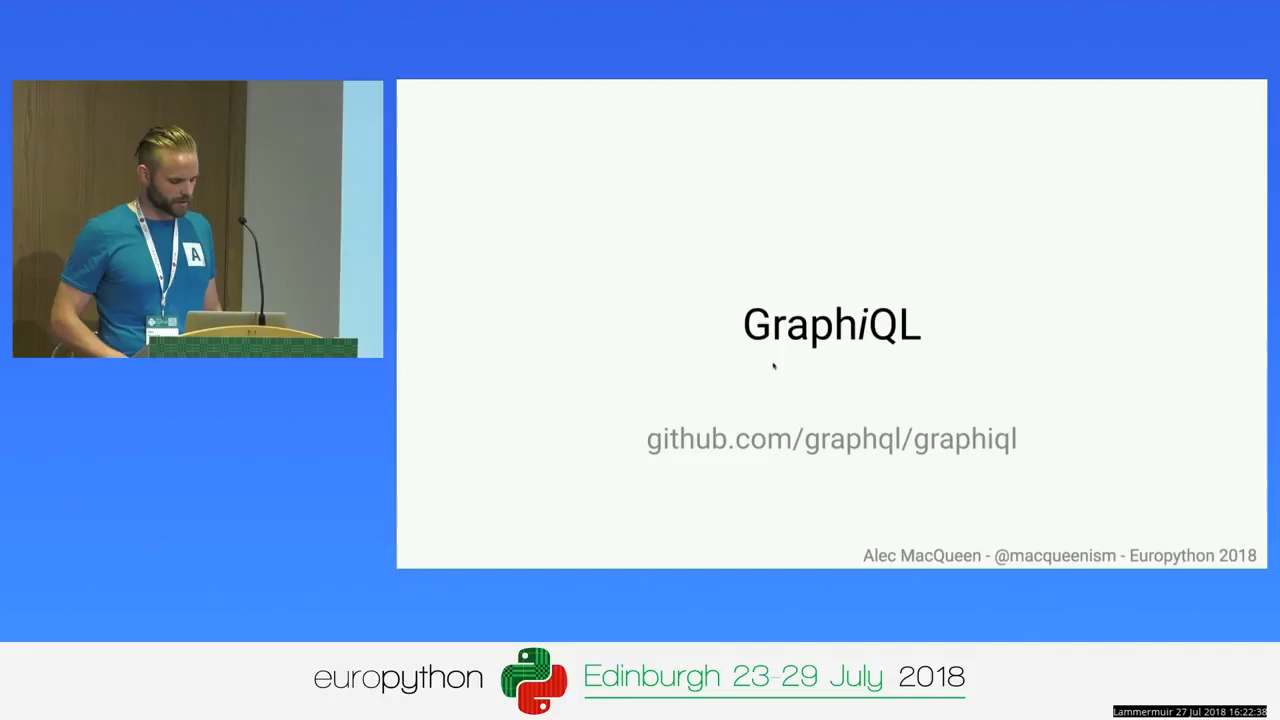 A
GraphiQL
github.com/graphql/graphiql
Alec MacQueen - @macqueenism - Europython 2018
europython
Edinburgh 23-29 July 2018
Lammermuir 27 Jul 2018 16:22:38